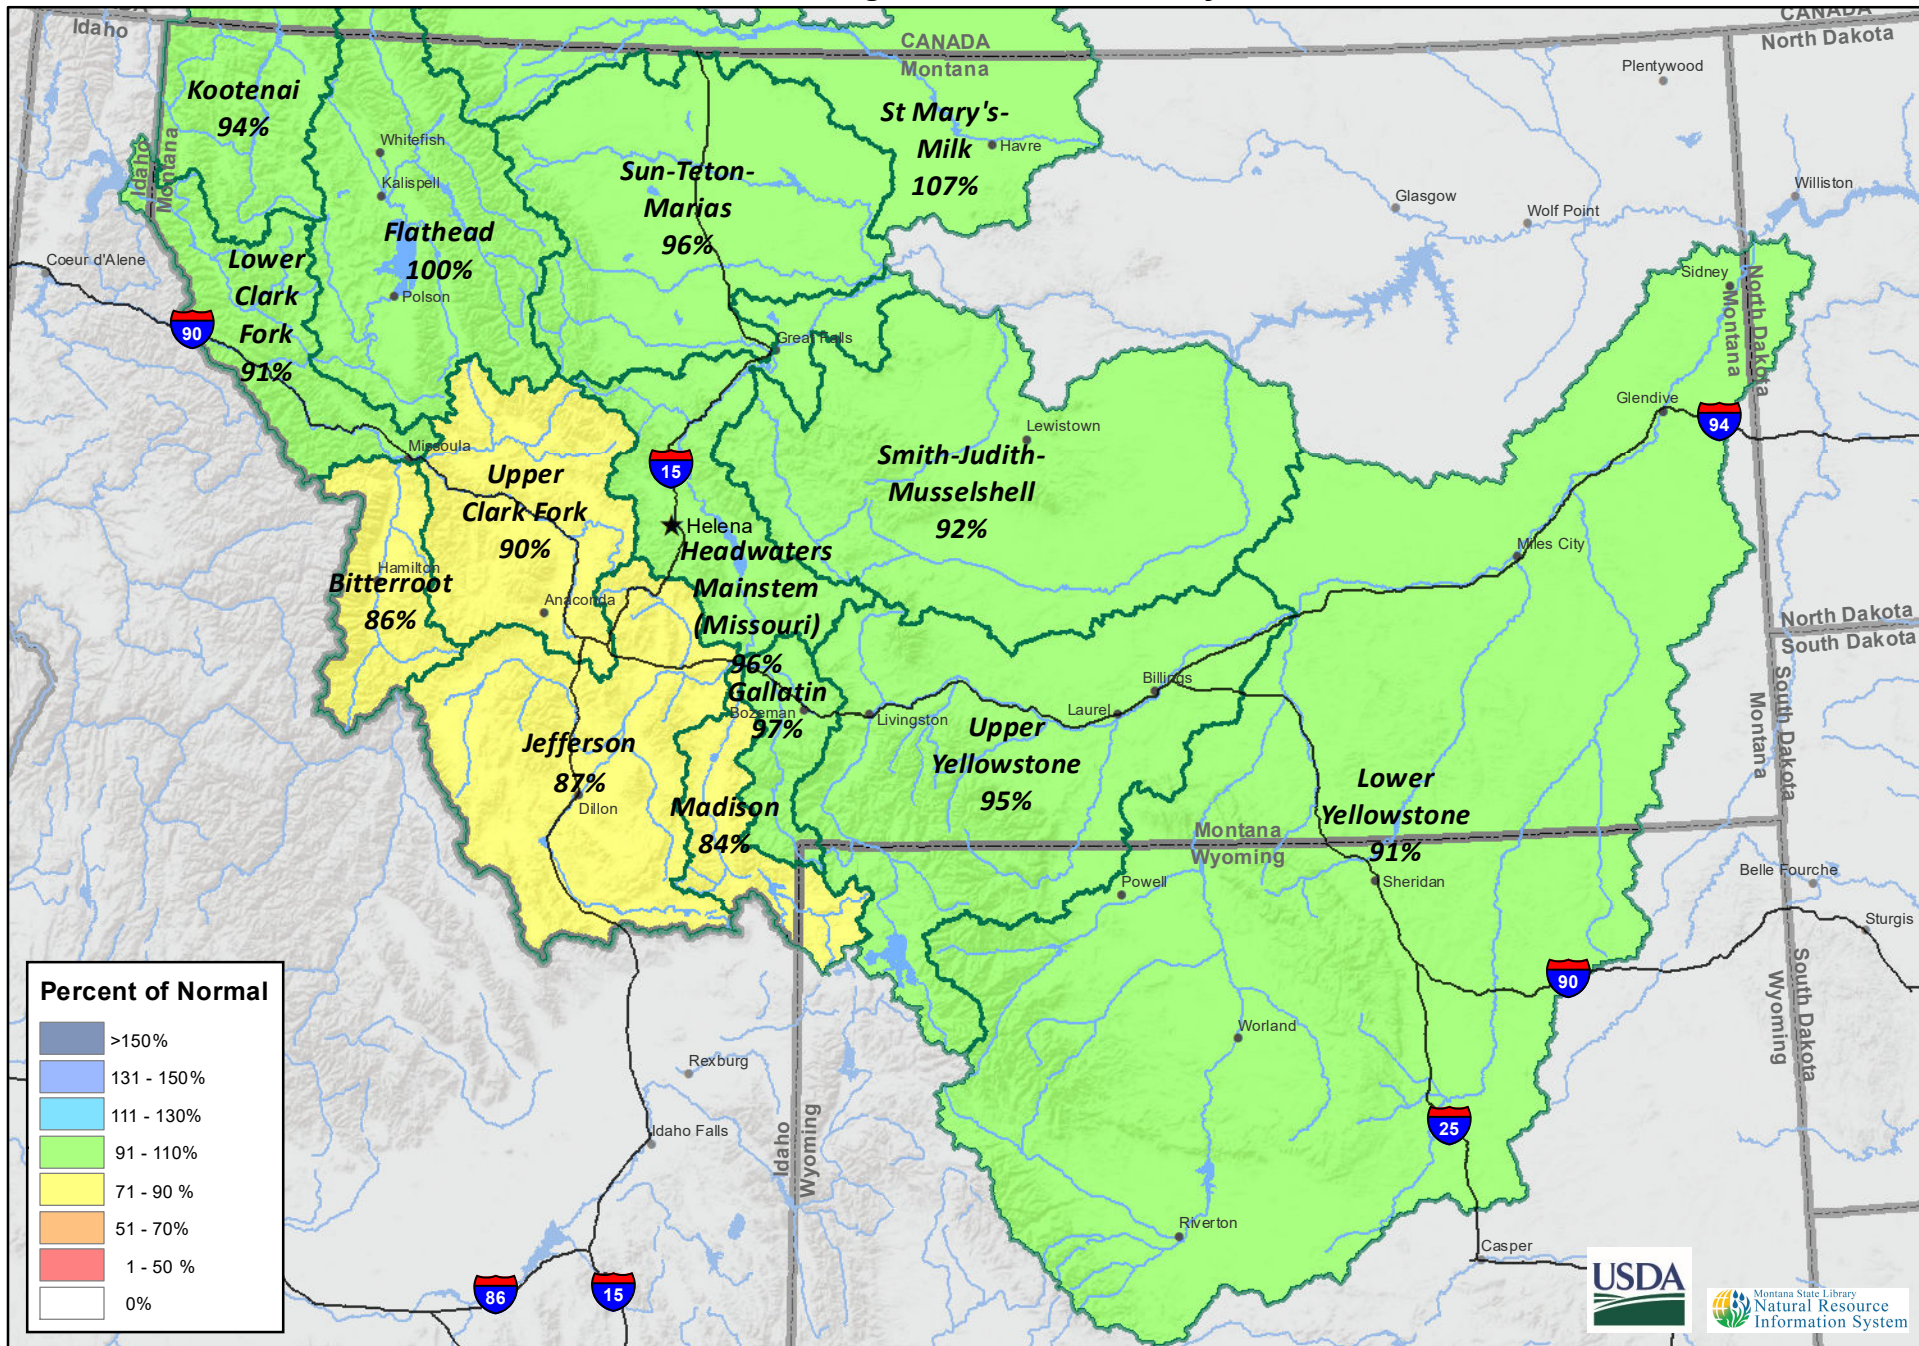 CANADA
Idaho
CANADA
Montana
CANADA
North Dakota
Plentywood
Kootenai
94%
Whitefish
Kalispell
Idaho
Montana
St Mary's-
Milk
107%
Havre
Sun-Teton-
Marias
96%
Glasgow
Wolf Point
Williston
Flathead
100%
Polson
Coeur d'Alene
Lower
Clark
Fork
91%
90
Sidney
North Dakota
Montana
Great Falls
Glendive
94
Missoula
Lewistown
15
Upper
Clark Fork
90%
Smith-Judith-
Musselshell
92%
Helena
Headwaters
Mainstem
(Missouri)
96%
Miles City
Hamilton
Bitterroot
86%
Anaconda
North Dakota
South Dakota
Gallatin
97%
Bozeman
Livingston
Laurel
Billings
Upper
Yellowstone
95%
South Dakota
Montana
Jefferson
87%
Dillon
Madison
84%
Lower
Yellowstone
91%
Montana
Wyoming
Powell
Sheridan
Belle Fourche
Sturgis
90
South Dakota
Wyoming
Percent of Normal
>150%
131 - 150%
111 - 130%
91 - 110%
71 - 90 %
51 - 70%
1 - 50 %
0%
Worland
Rexburg
Idaho Falls
Idaho
Wyoming
25
Riverton
Casper
86
15
USDA
Montana State Library
Natural Resource
Information System